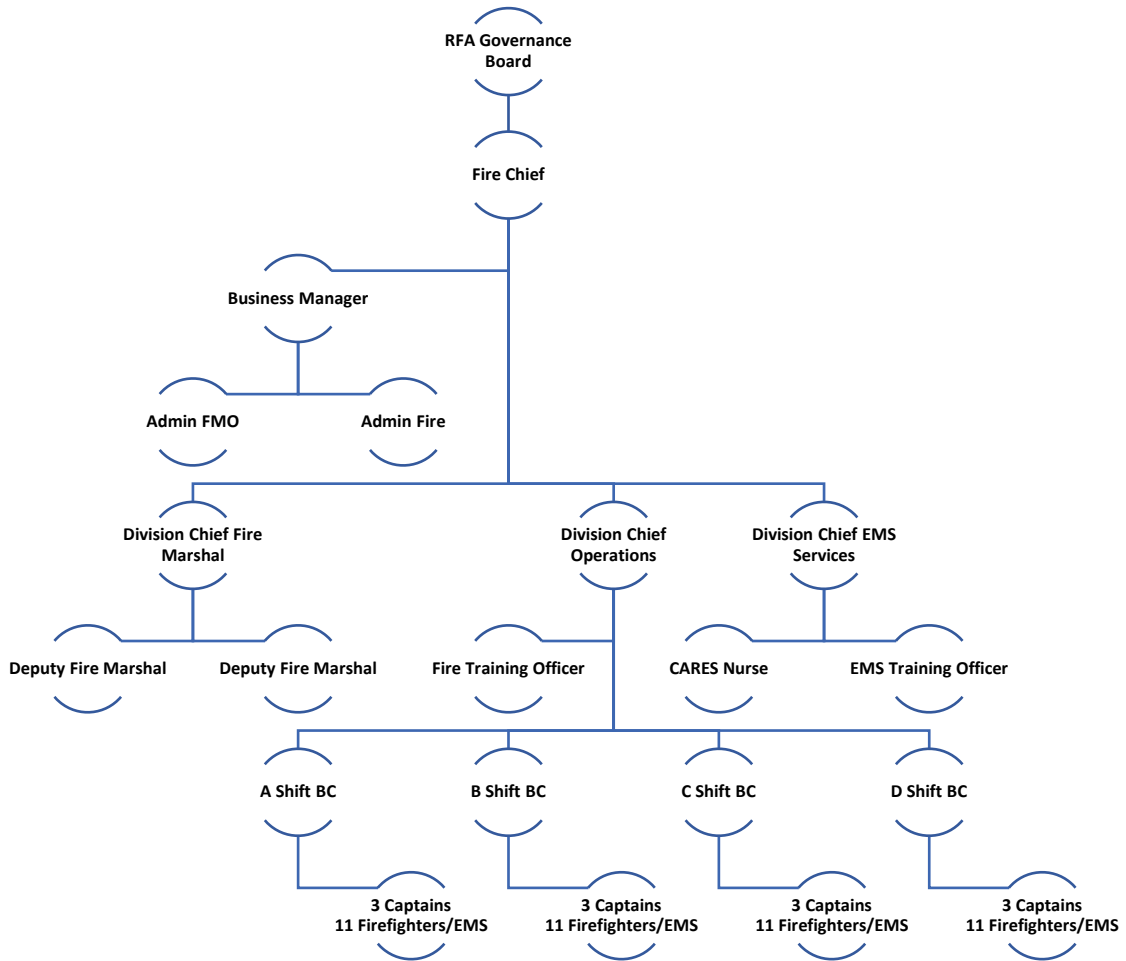 RFA Governance
Board
Fire Chief
Business Manager
Admin FMO
Admin Fire
Division Chief Fire
Marshal
Division Chief
Operations
Division Chief EMS
Services
Deputy Fire Marshal
Deputy Fire Marshal
Fire Training Officer
CARES Nurse
EMS Training Officer
A Shift BC
B Shift BC
C Shift BC
D Shift BC
3 Captains
11 Firefighters/EMS
3 Captains
11 Firefighters/EMS
3 Captains
11 Firefighters/EMS
3 Captains
11 Firefighters/EMS